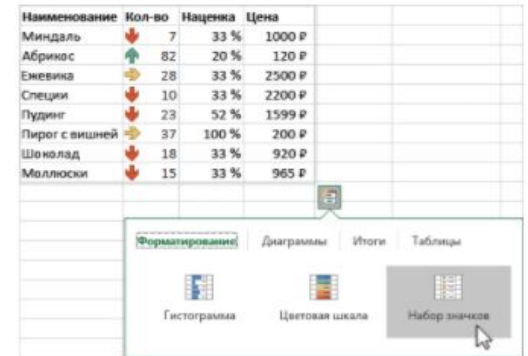 Наименование Кол-во Наценка Цена
Миндаль 7 33 % 1000 ₽
Абрикос 82 20 % 120 ₽
Ежевика 28 33 % 2500 ₽
Специи 10 33 % 2200 ₽
Пудинг 23 52 % 1599 ₽
Пирог с вишней 37 100 % 200 ₽
Шоколад 18 33 % 920 ₽
Моллюски 15 33 % 965 ₽
Форматирование Диаграммы Итоги Таблицы
Гистограмма Цветовая шкала Набор значков